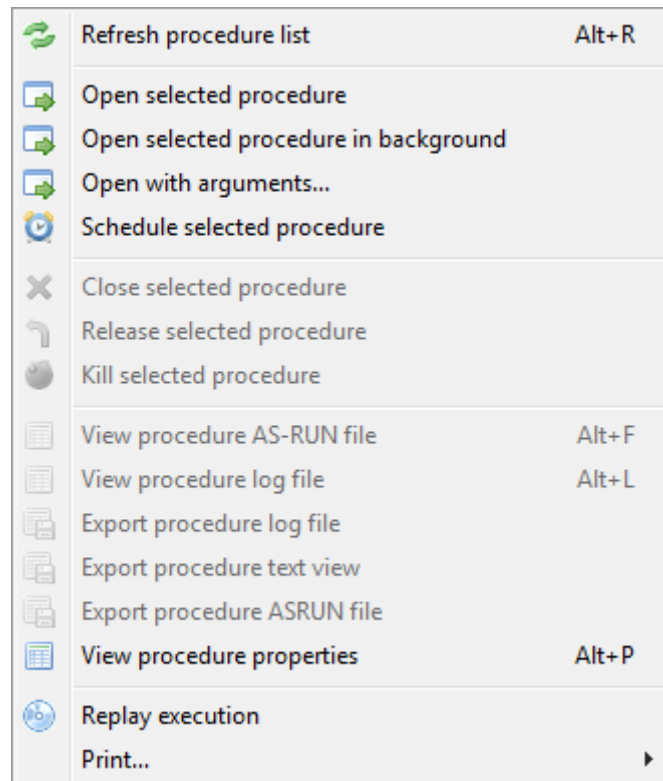 Refresh procedure list Alt+R
Open selected procedure
Open selected procedure in background
Open with arguments...
Schedule selected procedure
Close selected procedure
Release selected procedure
Kill selected procedure
View procedure AS-RUN file Alt+F
View procedure log file Alt+L
Export procedure log file
Export procedure text view
Export procedure ASRUN file
View procedure properties Alt+P
Replay execution
Print...